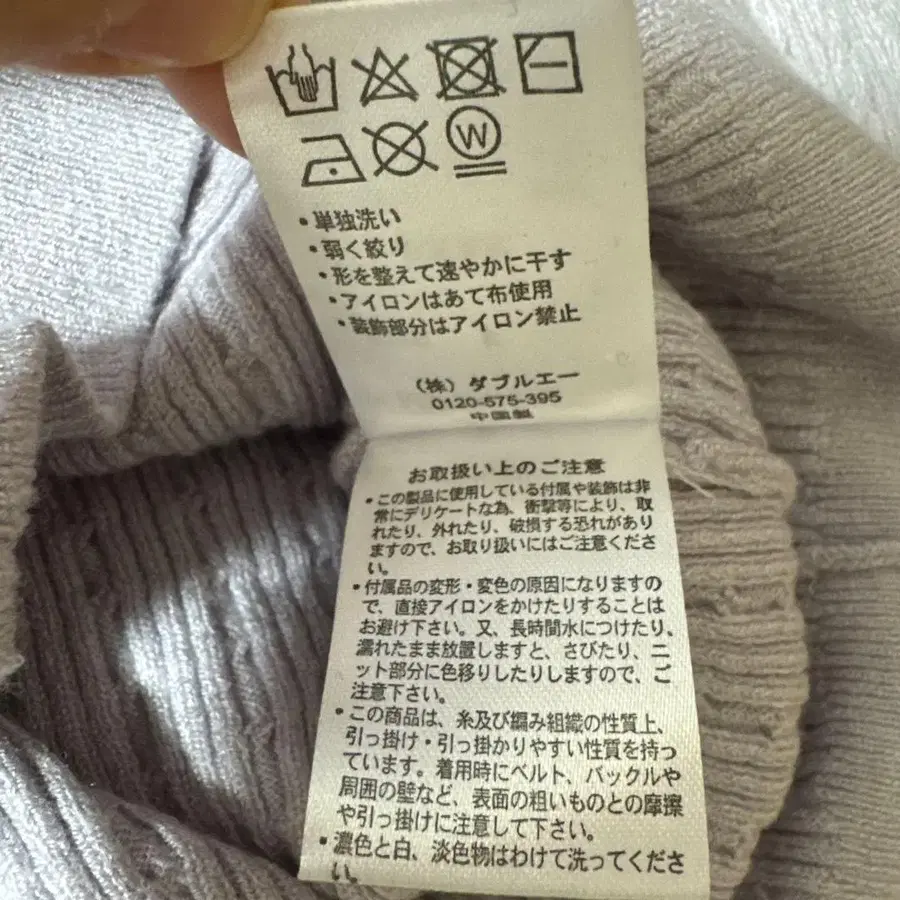 W
・単独洗い
・弱く絞り
・形を整えて速やかに干す
・アイロンはあて布使用
・装飾部分はアイロン禁止
（株）ダブルエー
0120-575-395
中国製
お取扱い上のご注意
・この製品に使用している付属や装飾は非
常にデリケートな為、衝撃等により、取
れたり、外れたり、破損する恐れがあり
ますので、お取り扱いにはご注意くださ
い。
・付属品の変形・変色の原因になりますの
で、直接アイロンをかけたりすることは
お避け下さい。又、長時間水につけたり、
濡れたまま放置しますと、さびたり、ニ
ット部分に色移りしたりしますので、ご
注意下さい。
・この商品は、糸及び編み組織の性質上、
引っ掛け・引っ掛かりやすい性質を持っ
ています。着用時にベルト、バックルや
周囲の壁など、表面の粗いものとの摩擦
や引っ掛けに注意して下さい。
・濃色と白、淡色物はわけて洗ってくださ
い。